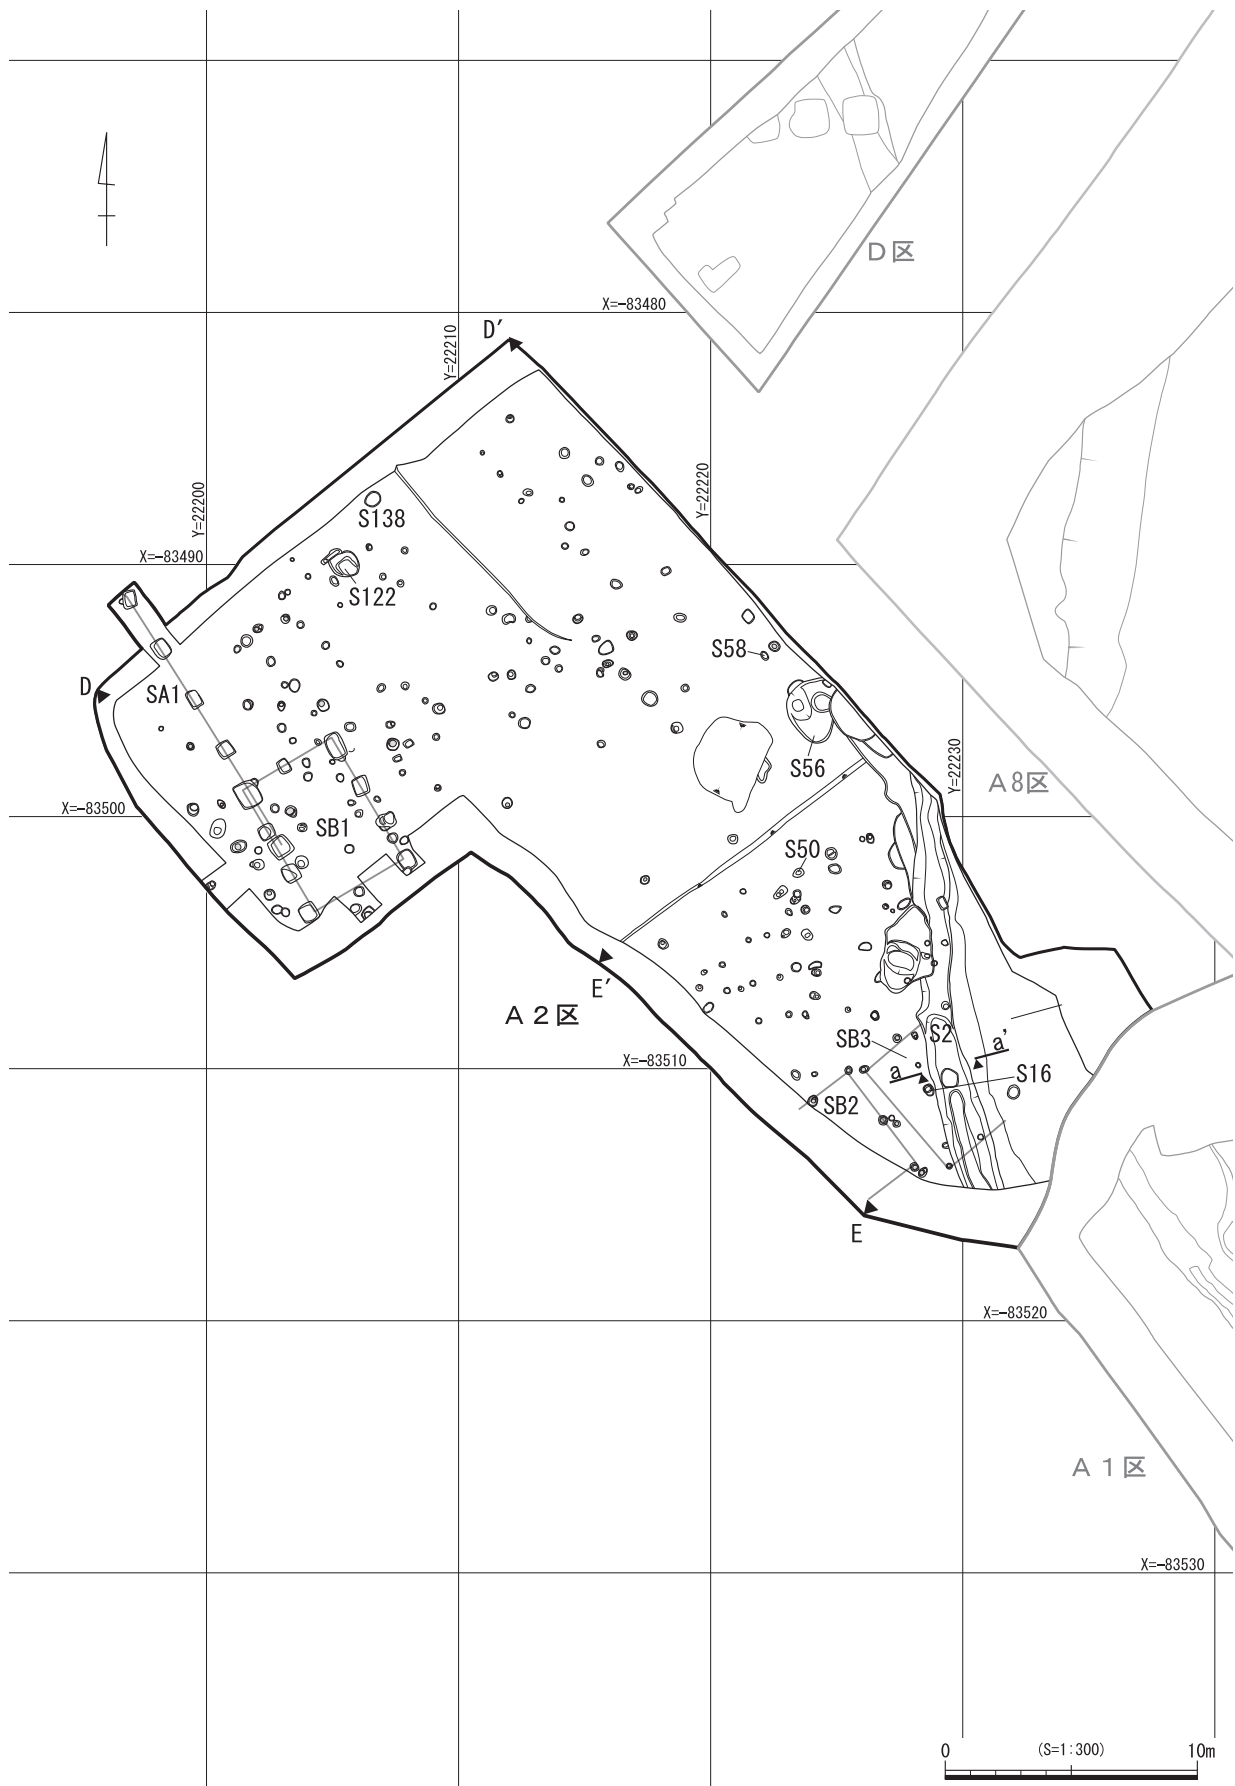 D区
X=-83480
D′
Y=22210
Y=22200
Y=22220
S138
X=-83490
S122
S58
D
SA1
S56
Y=22230
A8区
X=-83500
SB1
S50
E′
A2区
S2
SB3
a'
X=-83510
a
S16
SB2
E
X=-83520
A1区
X=-83530
0 (S=1:300) 10m